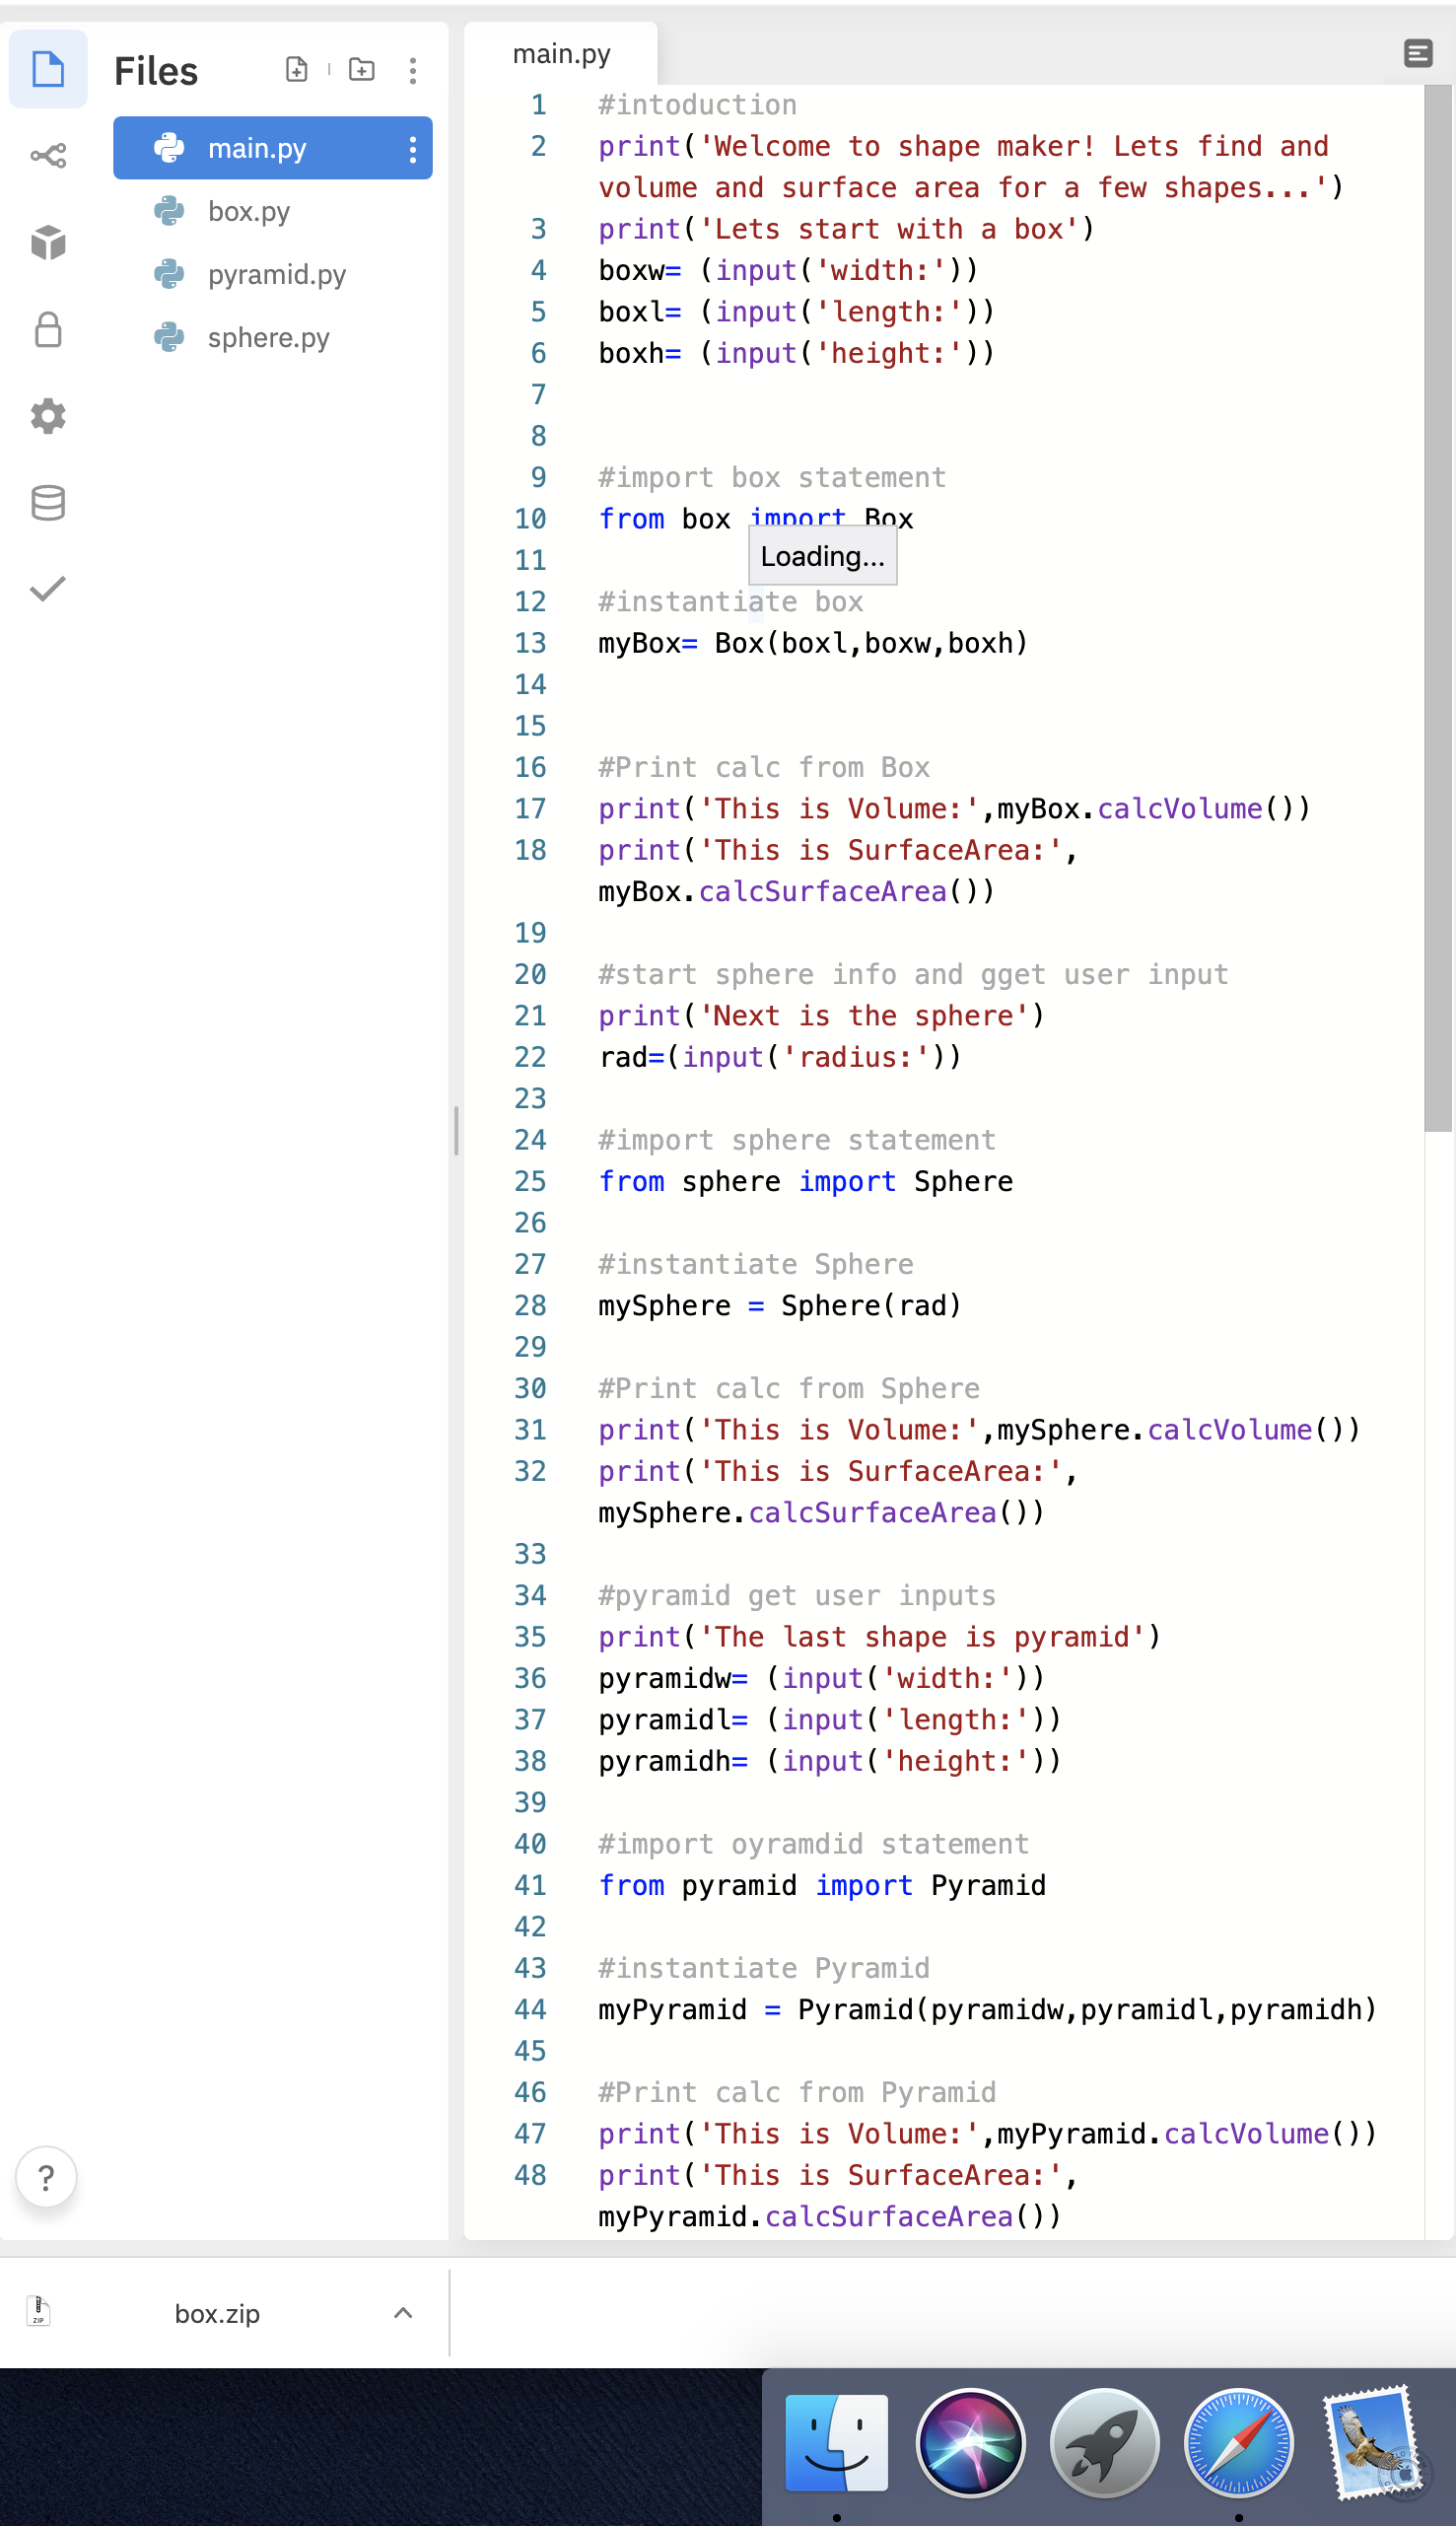 Files
main.py
box.py
pyramid.py
sphere.py
main.py
1 #intoduction
2 print('Welcome to shape maker! Lets find and
volume and surface area for a few shapes...')
3 print('Lets start with a box')
4 boxw= (input('width:'))
5 boxl= (input('length:'))
6 boxh= (input('height:'))
7
8
9 #import box statement
10 from box import Box
Loading...
11
12 #instantiate box
13 myBox= Box(boxl,boxw,boxh)
14
15
16 #Print calc from Box
17 print('This is Volume:',myBox.calcVolume())
18 print('This is SurfaceArea:',
myBox.calcSurfaceArea())
19
20 #start sphere info and gget user input
21 print('Next is the sphere')
22 rad=(input('radius:'))
23
24 #import sphere statement
25 from sphere import Sphere
26
27 #instantiate Sphere
28 mySphere = Sphere(rad)
29
30 #Print calc from Sphere
31 print('This is Volume:',mySphere.calcVolume())
32 print('This is SurfaceArea:',
mySphere.calcSurfaceArea())
33
34 #pyramid get user inputs
35 print('The last shape is pyramid')
36 pyramidw= (input('width:'))
37 pyramidl= (input('length:'))
38 pyramidh= (input('height:'))
39
40 #import oyramdid statement
41 from pyramid import Pyramid
42
43 #instantiate Pyramid
44 myPyramid = Pyramid(pyramidw,pyramidl,pyramidh)
45
46 #Print calc from Pyramid
47 print('This is Volume:',myPyramid.calcVolume())
48 print('This is SurfaceArea:',
myPyramid.calcSurfaceArea())
?
ZIP
box.zip